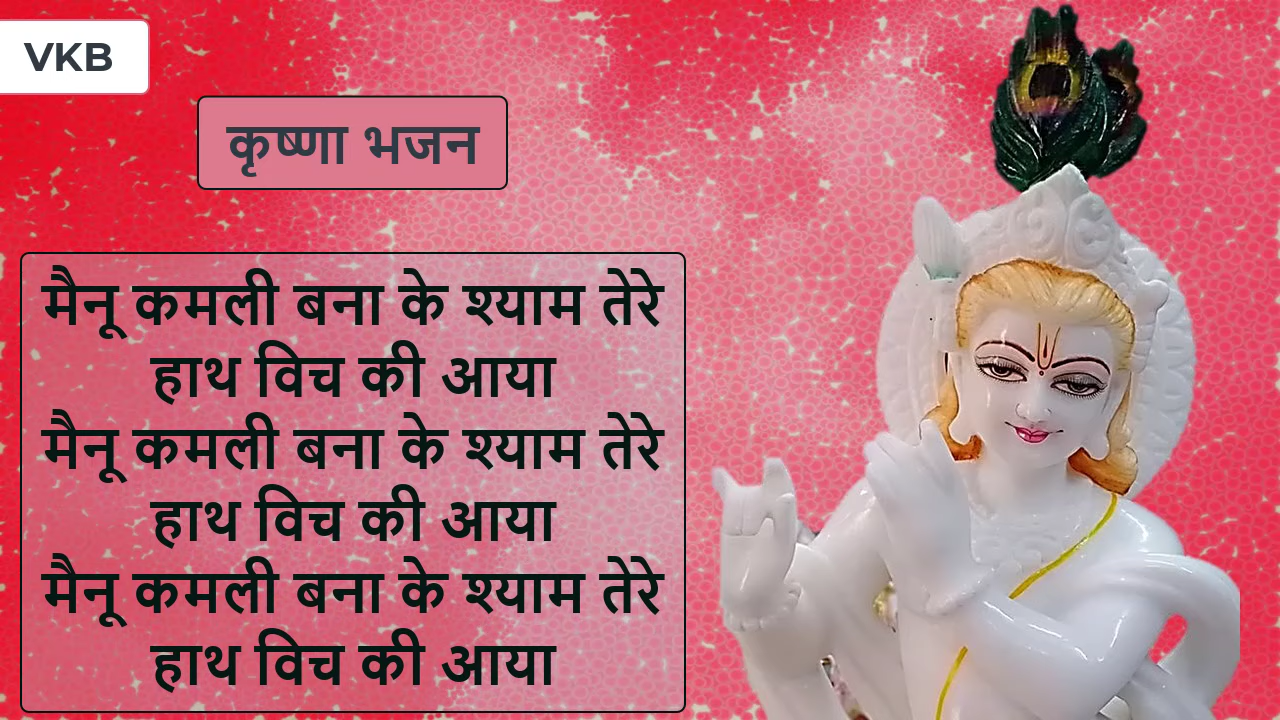 VKB
कृष्णा भजन
मैनू कमली बना के श्याम तेरे
हाथ विच की आया
मैनू कमली बना के श्याम तेरे
हाथ विच की आया
मैनू कमली बना के श्याम तेरे
हाथ विच की आया